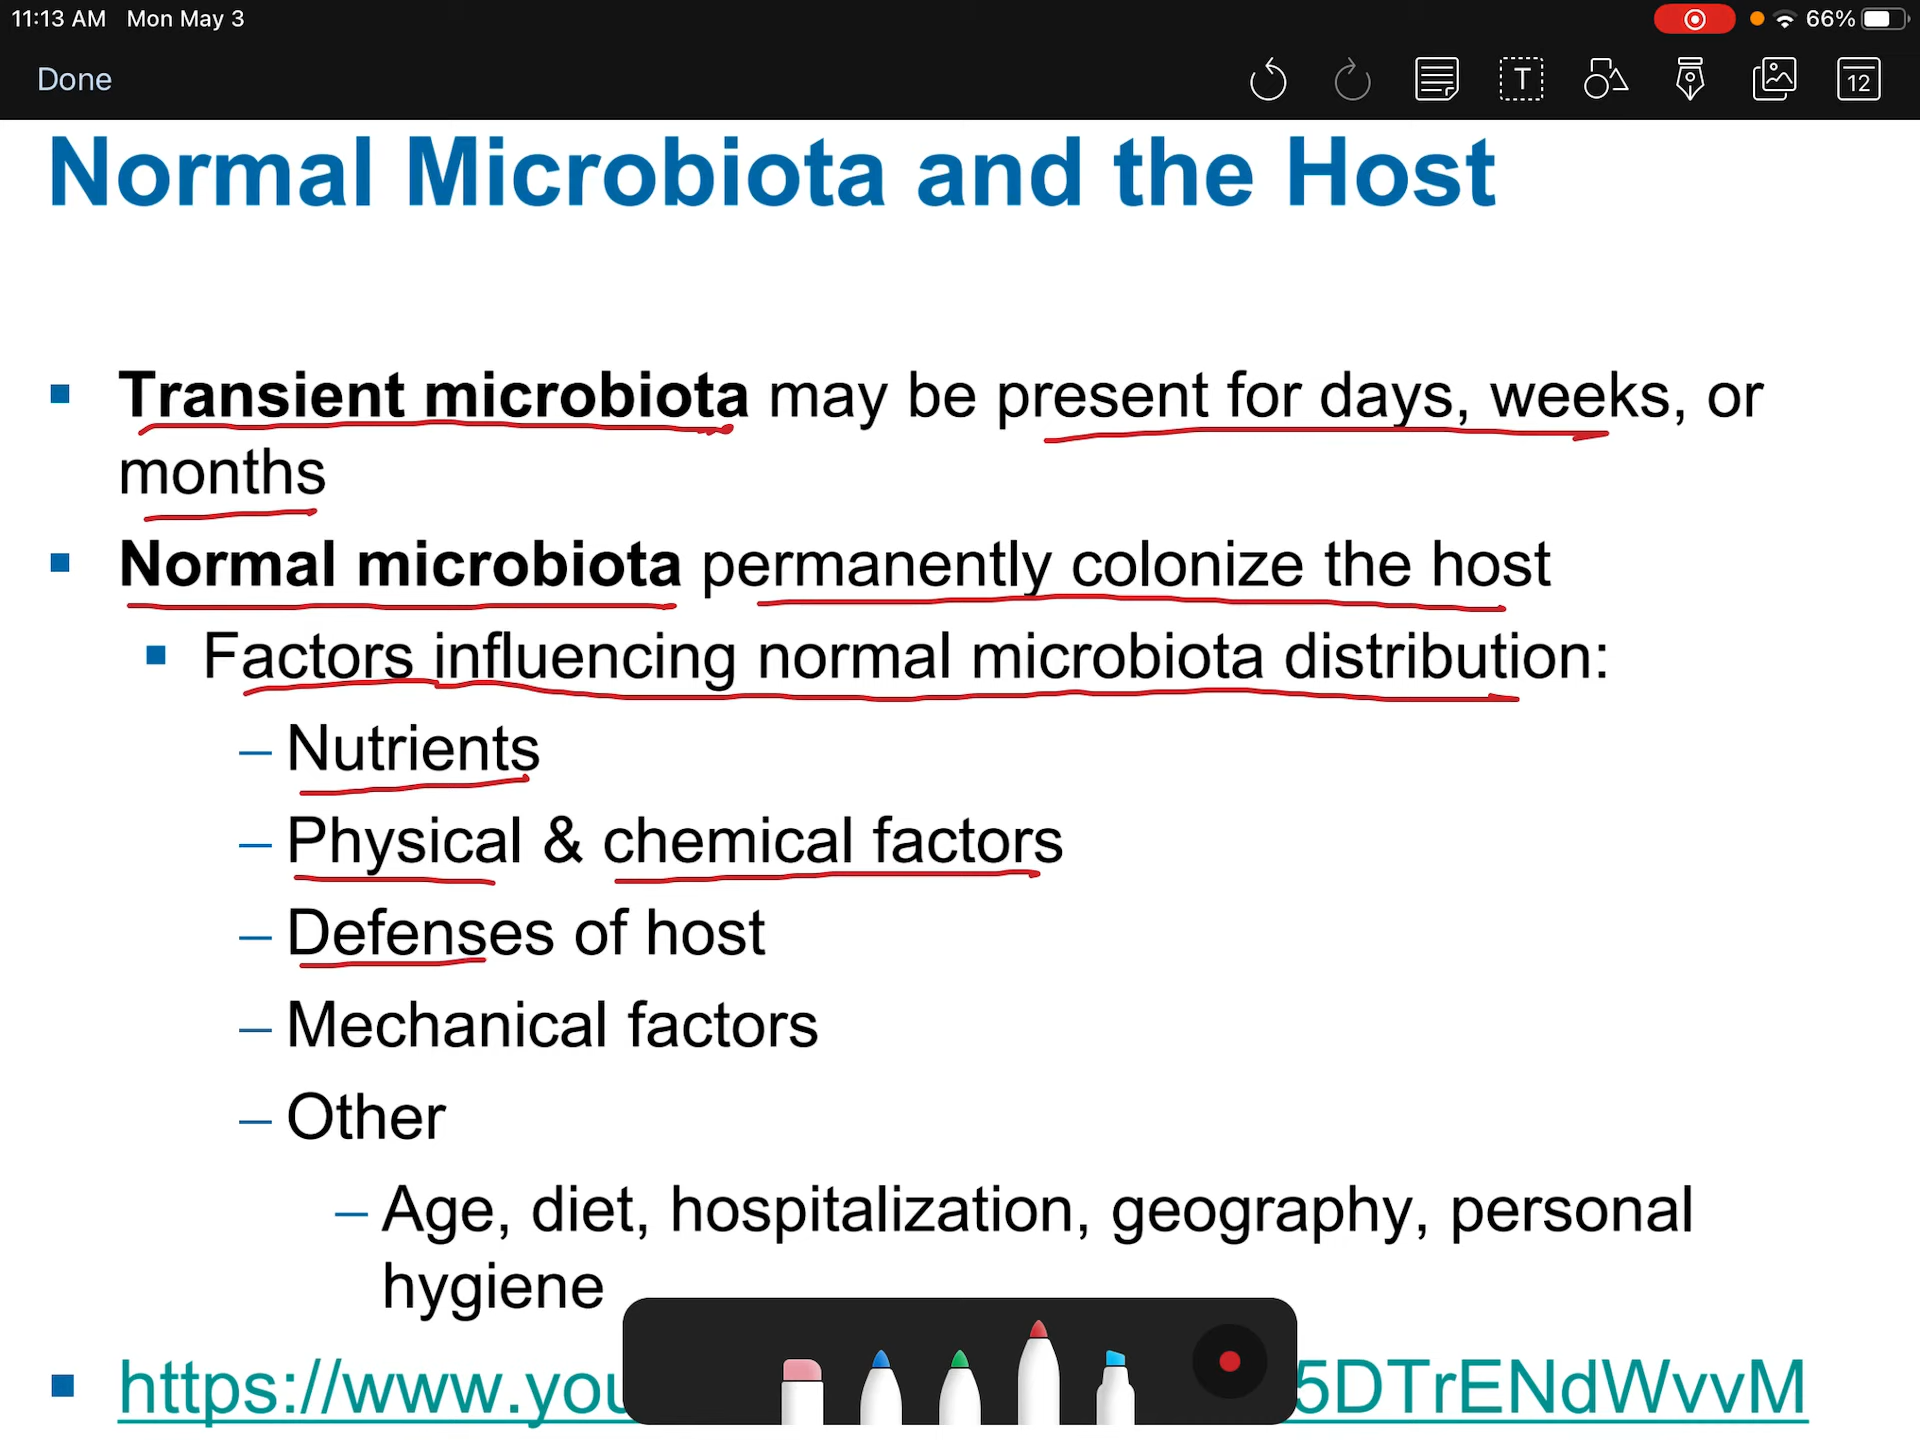 11:13 AM Mon May 3
66%
Done
T
12
Normal Microbiota and the Host
Transient microbiota may be present for days, weeks, or
months
Normal microbiota permanently colonize the host
Factors influencing normal microbiota distribution:
– Nutrients
– Physical & chemical factors
– Defenses of host
– Mechanical factors
– Other
– Age, diet, hospitalization, geography, personal
hygiene
https://www.you 5DTrENdWvvM